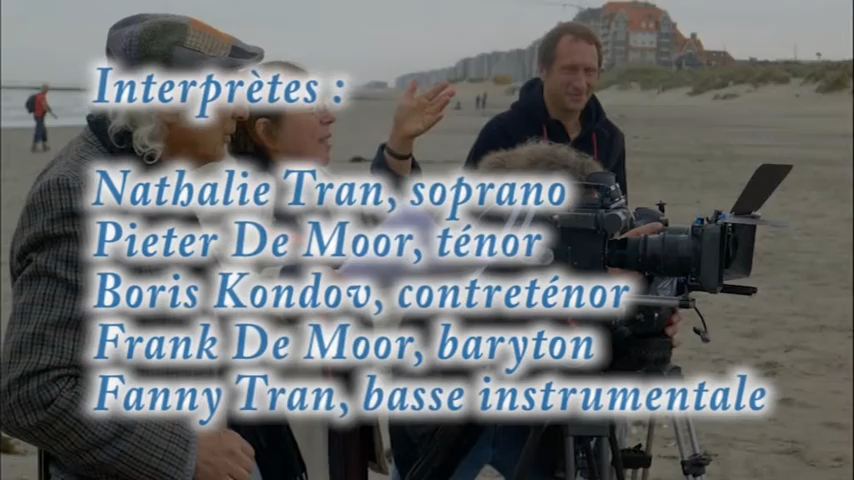 Interprètes :
Nathalie Tran, soprano
Pieter De Moor, ténor
Boris Kondov, contreténor
Frank De Moor, baryton
Fanny Tran, basse instrumentale